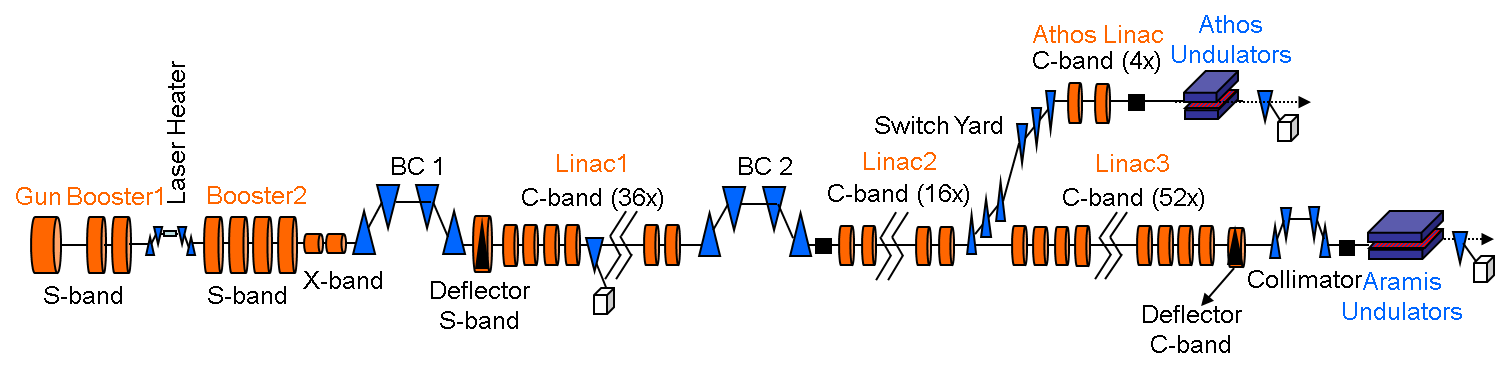 Athos Linac
C-band (4x)
Athos
Undulators
Laser Heater
Switch Yard
Gun Booster1
Booster2
BC 1
Linac1
C-band (36x)
BC 2
Linac2
C-band (16x)
Linac3
C-band (52x)
S-band
S-band
X-band
Deflector
S-band
Collimator
Deflector
C-band
Aramis
Undulators